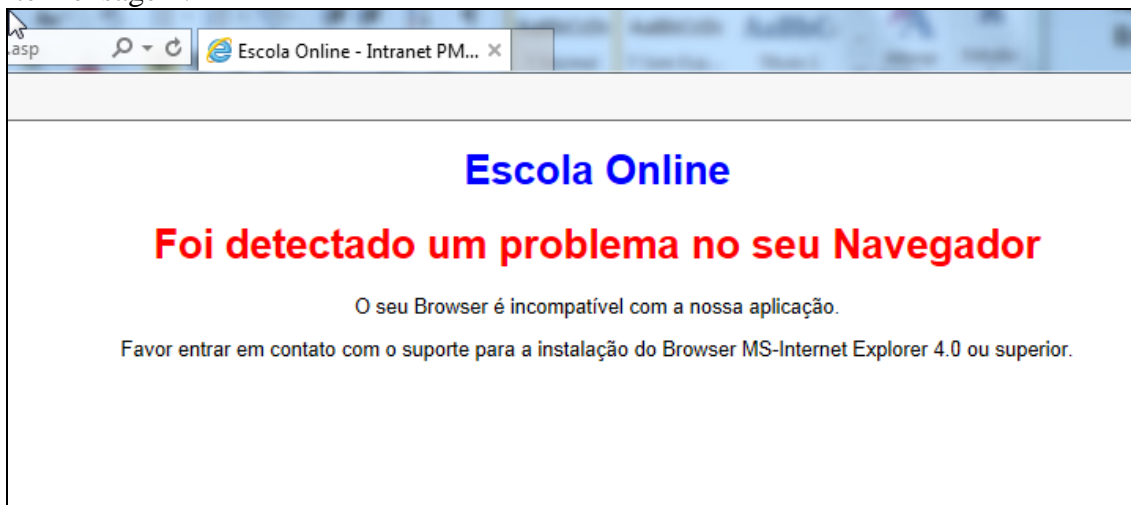 .asp
Escola Online - Intranet PM...
Escola Online
Foi detectado um problema no seu Navegador
O seu Browser é incompatível com a nossa aplicação.
Favor entrar em contato com o suporte para a instalação do Browser MS-Internet Explorer 4.0 ou superior.